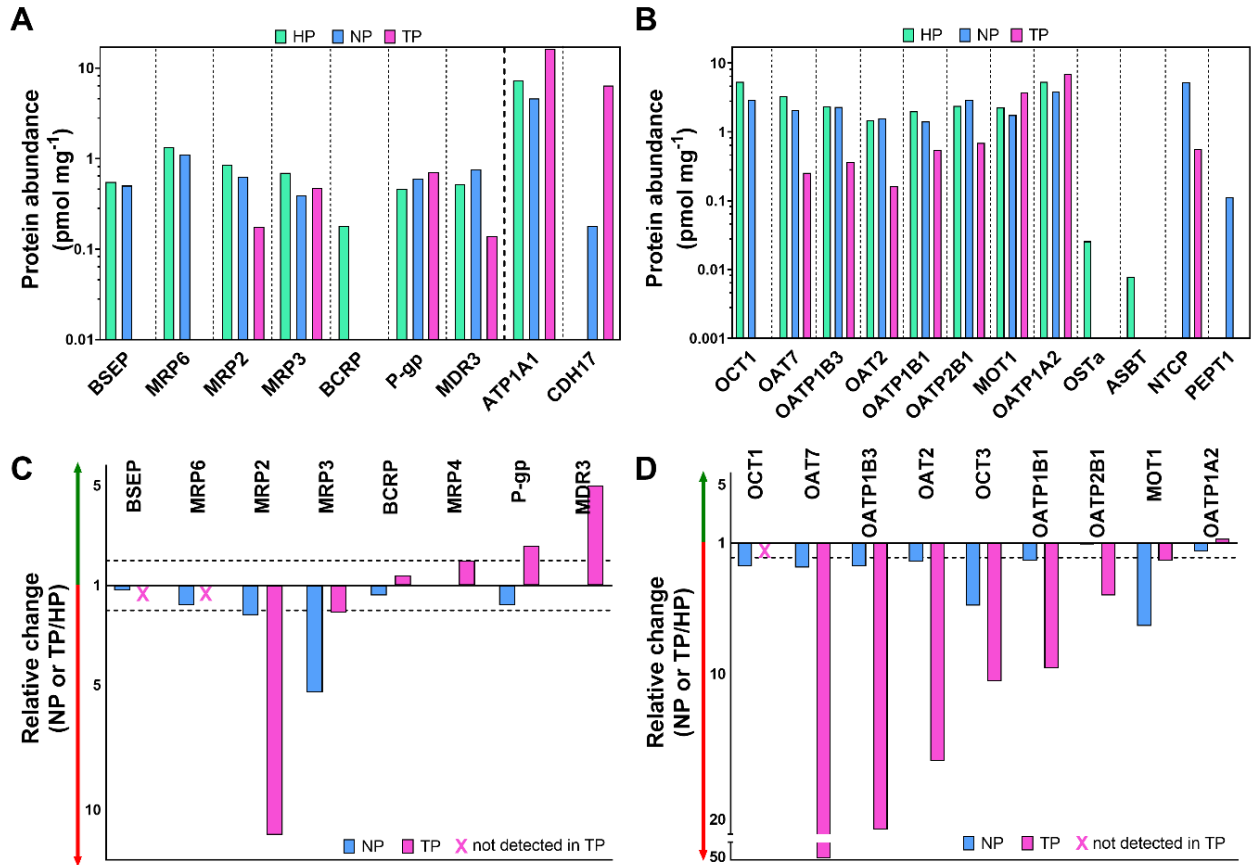 A
HP NP TP
Protein abundance
(pmol mg-1)
10
1
0.1
0.01
BSEP MRP6 MRP2 MRP3 BCRP P-gp MDR3 ATP1A1 CDH17
B
HP NP TP
Protein abundance
(pmol mg-1)
10
1
0.1
0.01
0.001
OCT1 OAT7 OATP1B3 OAT2 OATP1B1 OATP2B1 MOT1 OATP1A2 OSTa ASBT NTCP PEPT1
C
BSEP MRP6 MRP2 MRP3 BCRP MRP4 P-gp MDR3
Relative change
(NP or TP/HP)
5
1
5
10
NP TP X not detected in TP
D
OCT1 OAT7 OATP1B3 OAT2 OCT3 OATP1B1 OATP2B1 MOT1 OATP1A2
Relative change
(NP or TP/HP)
5
1
10
20
50
NP TP X not detected in TP